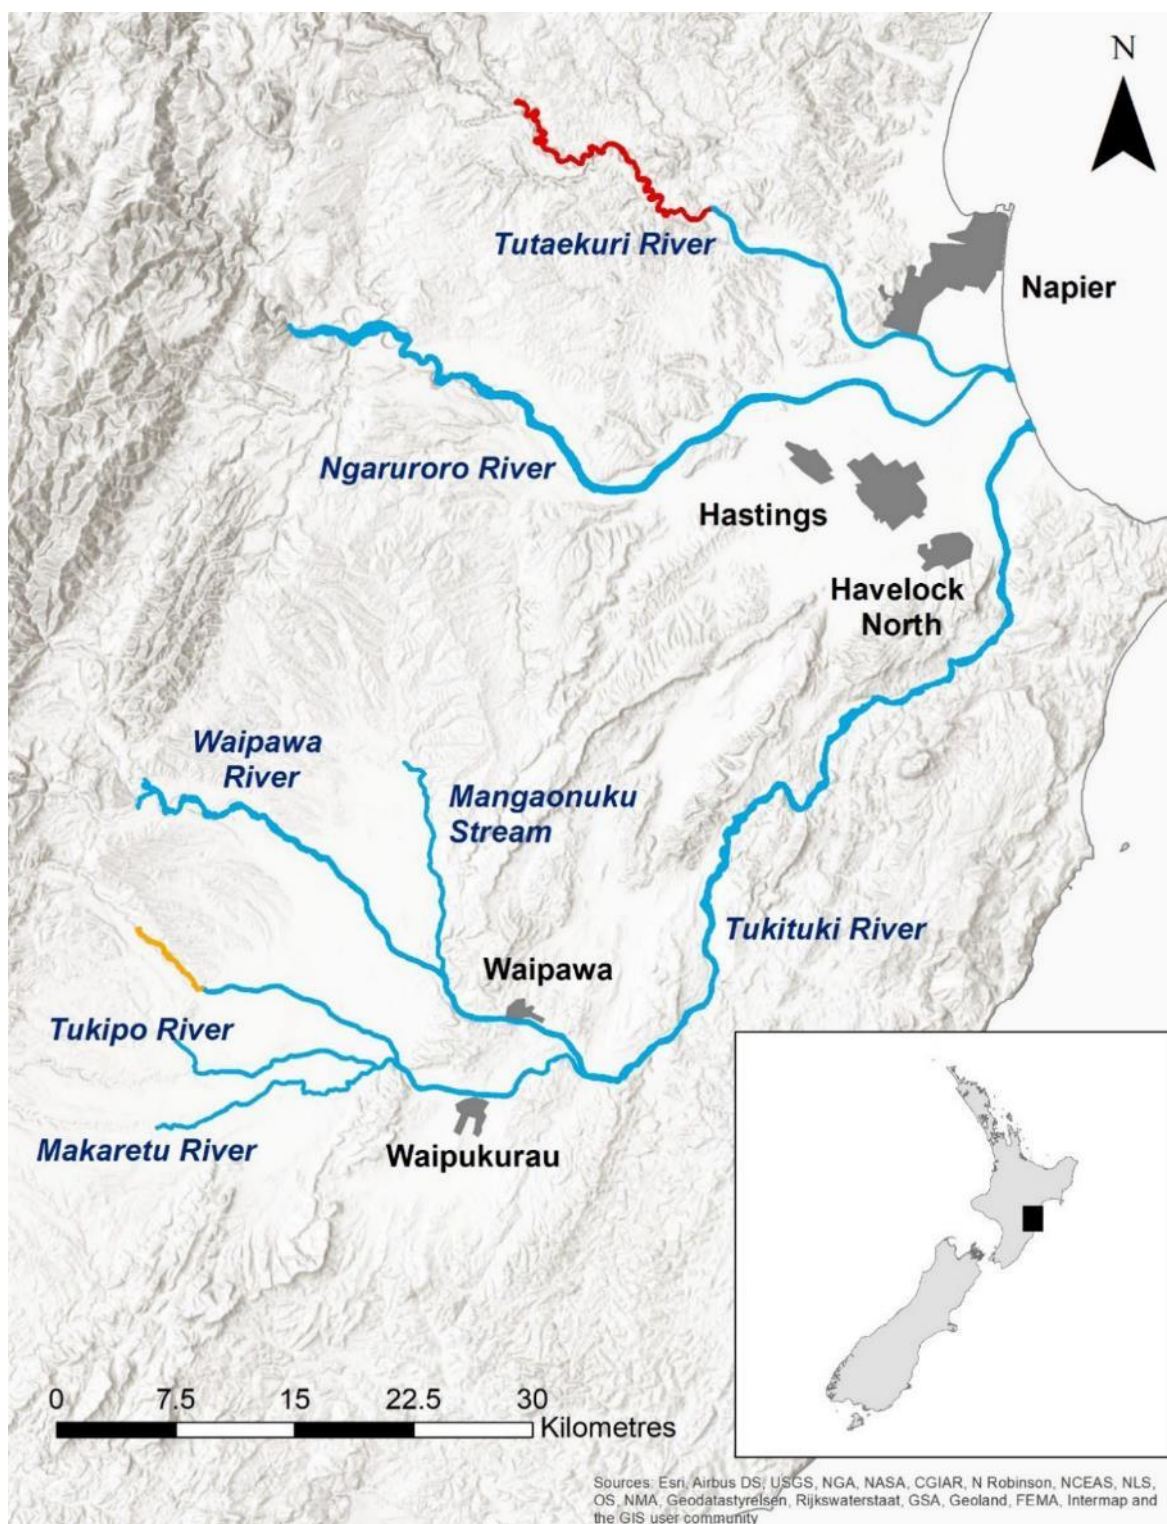 N
Tutaekuri River
Napier
Ngaruroro River
Hastings
Havelock
North
Waipawa
River
Mangaonuku
Stream
Tukituki River
Waipawa
Tukipo River
Makaretu River
Waipukurau
0 7.5 15 22.5 30
Kilometres
Sources: Esri, Airbus DS, USGS, NGA, NASA, CGIAR, N Robinson, NCEAS, NLS,
OS, NMA, Geodatastyrelsen, Rijkswaterstaat, GSA, Geoland, FEMA, Intermap and
the GIS user community